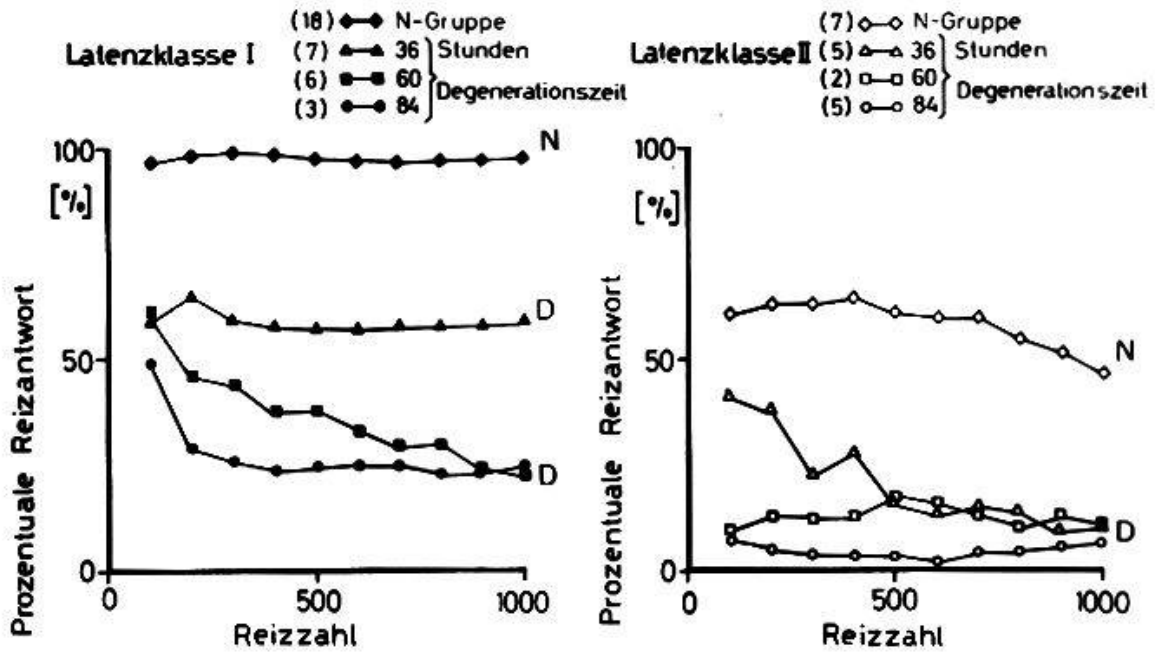 Latenzklasse I
(18) N-Gruppe
(7) 36 Stunden
(6) 60 Degenerationszeit
(3) 84
100
[%]
50
0
Prozentuale Reizantwort
N
D
D
0 500 1000
Reizzahl
Latenzklasse II
(7) N-Gruppe
(5) 36 Stunden
(2) 60 Degenerationszeit
(5) 84
100
[%]
50
0
Prozentuale Reizantwort
N
D
0 500 1000
Reizzahl